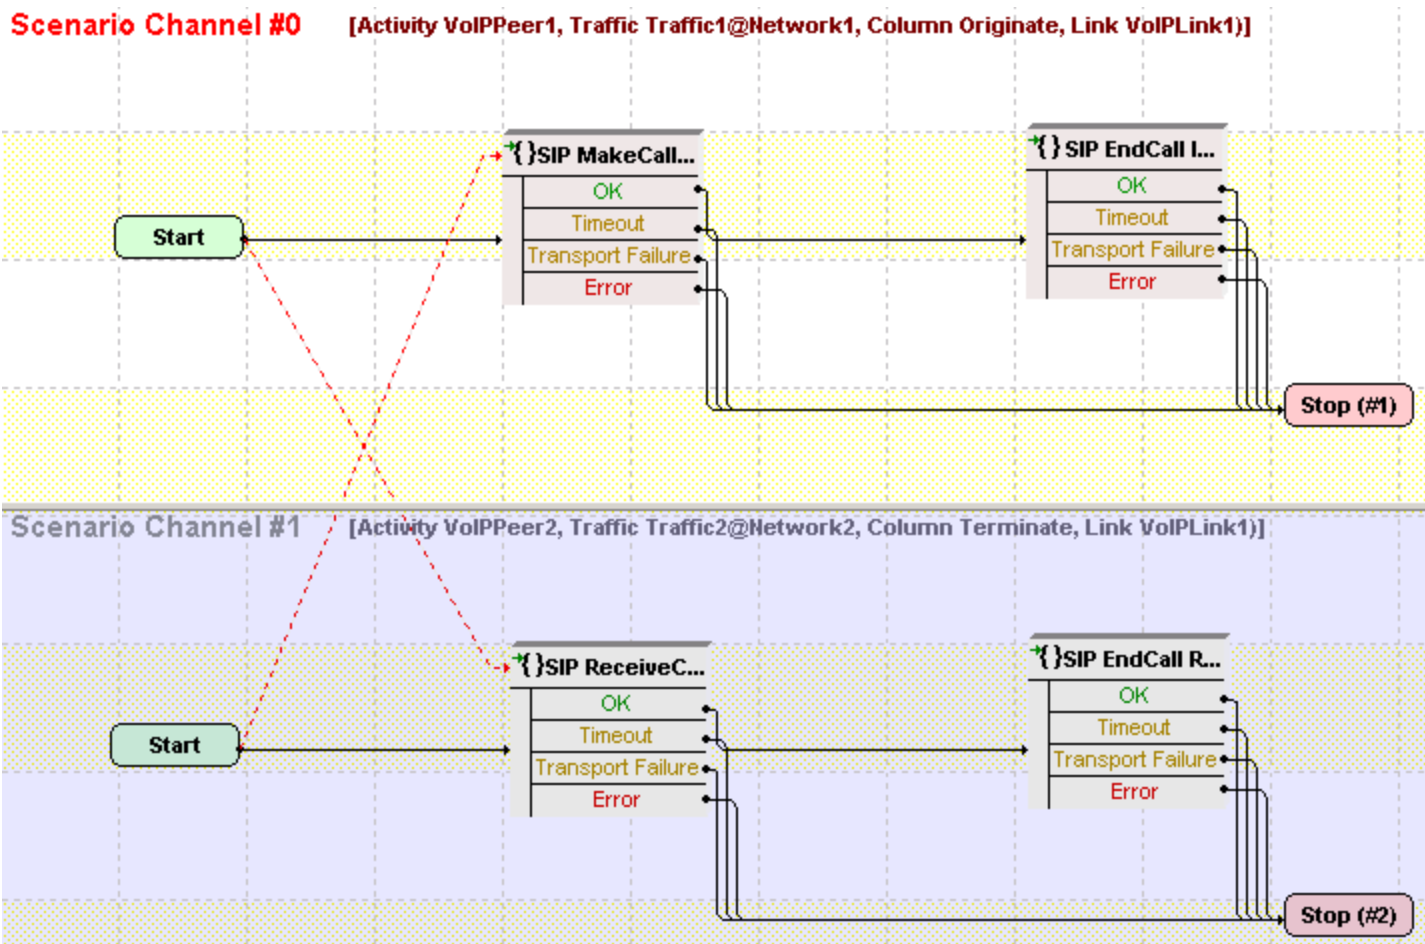 Scenario Channel #0 [Activity VoIPPeer1, Traffic Traffic1@Network1, Column Originate, Link VoIPLink1)]
{}SIP MakeCall...
OK
Timeout
Transport Failure
Error
{} SIP EndCall I...
OK
Timeout
Transport Failure
Error
Start
Stop (#1)
Scenario Channel #1 [Activity VoIPPeer2, Traffic Traffic2@Network2, Column Terminate, Link VoIPLink1)]
{}SIP ReceiveC...
OK
Timeout
Transport Failure
Error
{}SIP EndCall R...
OK
Timeout
Transport Failure
Error
Start
Stop (#2)